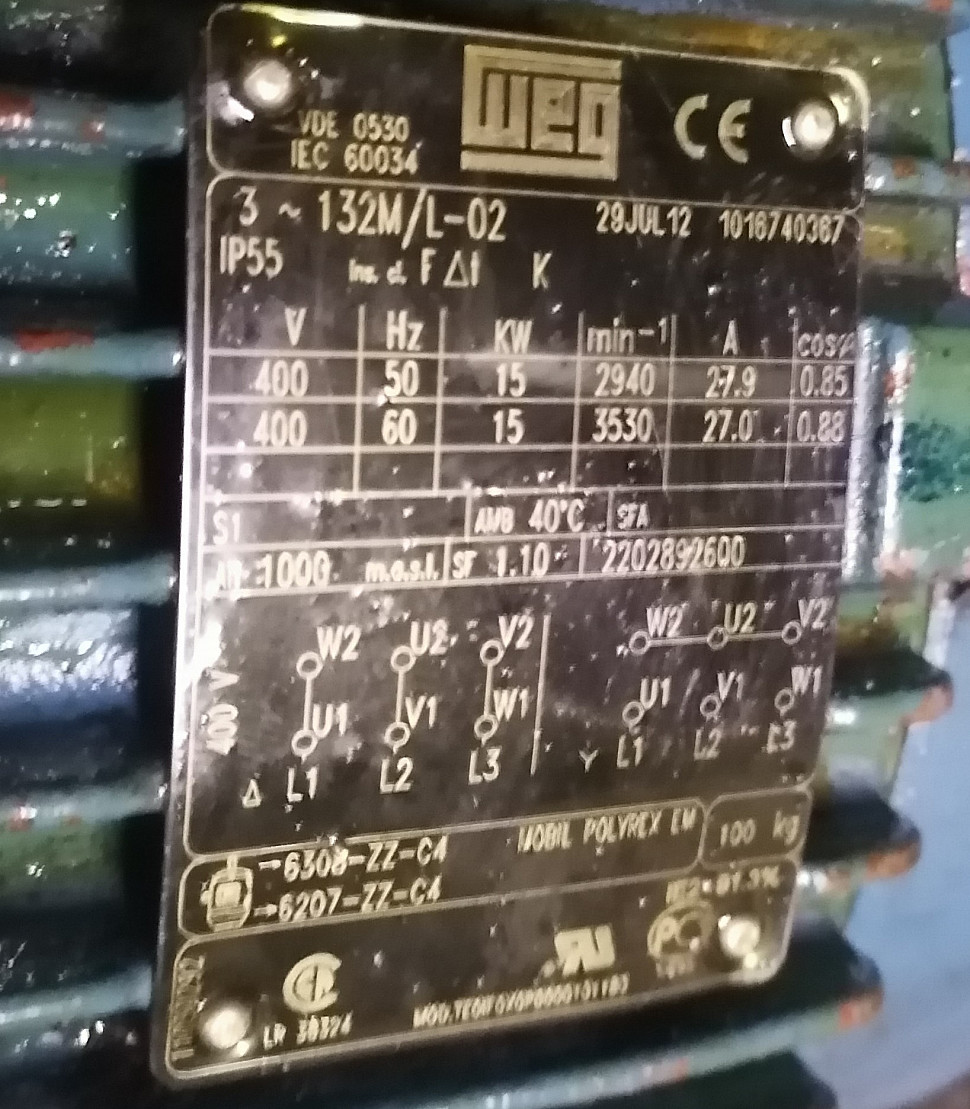 VDE 0530
IEC 60034
WEG
CE
3 ~ 132M/L-02 29JUL12 1016740367
IP55 Ins. cl. F Δt K
V Hz KW min-1 A cosφ
400 50 15 2940 27.9 0.85
400 60 15 3530 27.0 0.88
S1 AMB 40°C SFA
1000 m.a.s.l. SF 1.10 2202892600
W2 U2 V2 W2 U2 V2
400 V
U1 V1 W1 U1 V1 W1
Δ L1 L2 L3 Y L1 L2 L3
→6308-ZZ-C4 MOBIL POLYREX EM 100 kg
→6207-ZZ-C4
LR 38324